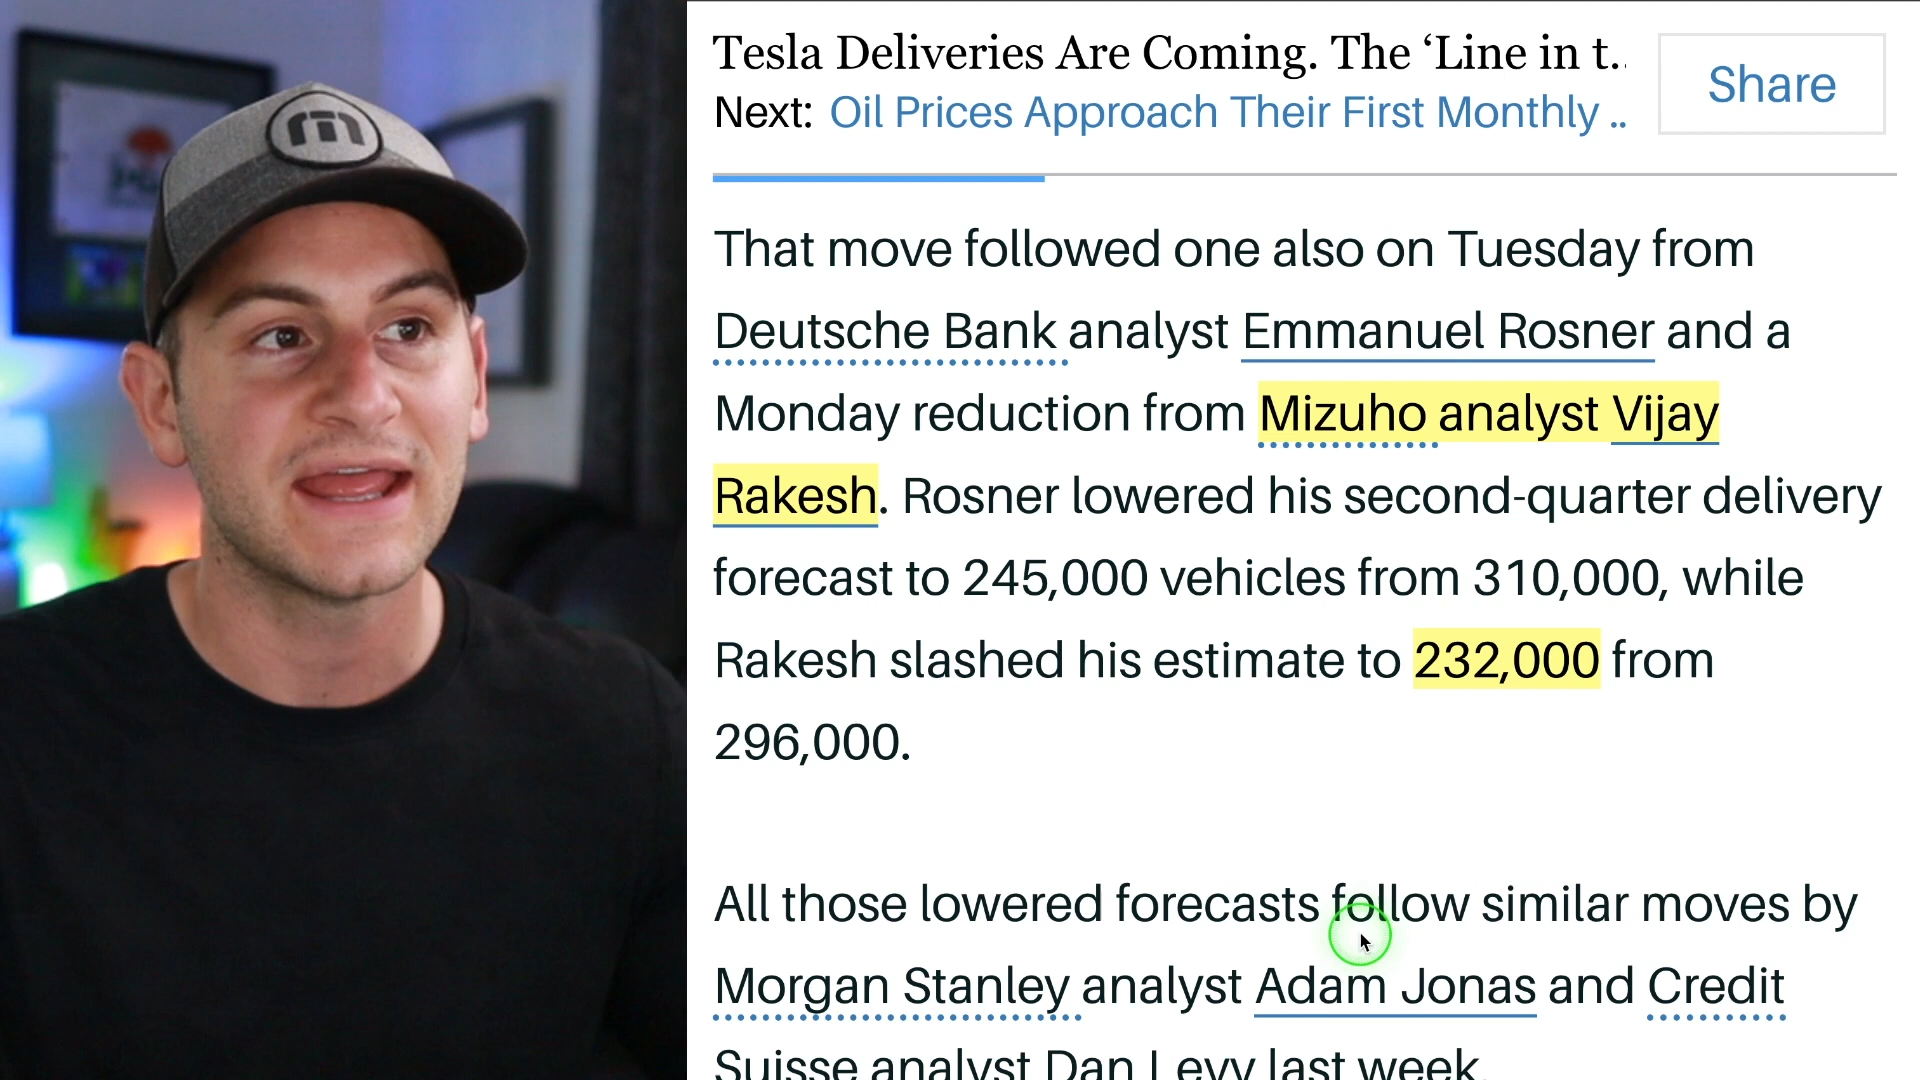 Tesla Deliveries Are Coming. The ‘Line in t..
Share
Next: Oil Prices Approach Their First Monthly ..
That move followed one also on Tuesday from
Deutsche Bank analyst Emmanuel Rosner and a
Monday reduction from Mizuho analyst Vijay
Rakesh. Rosner lowered his second-quarter delivery
forecast to 245,000 vehicles from 310,000, while
Rakesh slashed his estimate to 232,000 from
296,000.
All those lowered forecasts follow similar moves by
Morgan Stanley analyst Adam Jonas and Credit
Suisse analyst Dan Levy last week.